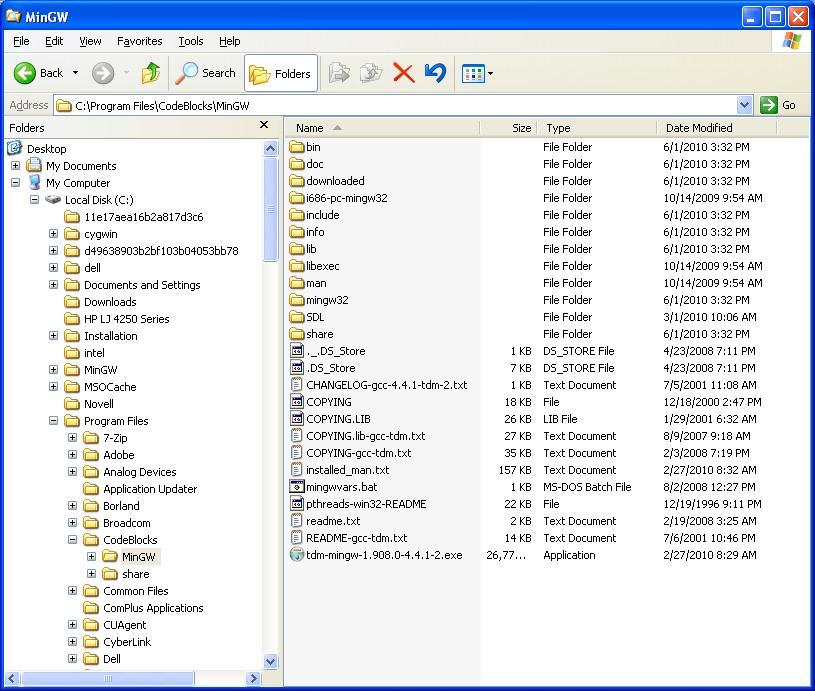 MinGW
File Edit View Favorites Tools Help
Back Search Folders
Address C:\Program Files\CodeBlocks\MinGW Go
Folders
Desktop
My Documents
My Computer
Local Disk (C:)
11e17aea16b2a817d3c6
cygwin
d49638903b2bf103b04053bb78
dell
Documents and Settings
Downloads
HP LJ 4250 Series
Installation
intel
MinGW
MSOCache
Novell
Program Files
7-Zip
Adobe
Analog Devices
Application Updater
Borland
Broadcom
CodeBlocks
MinGW
share
Common Files
ComPlus Applications
CUAgent
CyberLink
Dell
Name Size Type Date Modified
bin File Folder 6/1/2010 3:32 PM
doc File Folder 6/1/2010 3:32 PM
downloaded File Folder 6/1/2010 3:32 PM
i686-pc-mingw32 File Folder 10/14/2009 9:54 AM
include File Folder 6/1/2010 3:32 PM
info File Folder 6/1/2010 3:32 PM
lib File Folder 6/1/2010 3:32 PM
libexec File Folder 10/14/2009 9:54 AM
man File Folder 10/14/2009 9:54 AM
mingw32 File Folder 6/1/2010 3:32 PM
SDL File Folder 3/1/2010 10:06 AM
share File Folder 6/1/2010 3:32 PM
._.DS_Store 1 KB DS_STORE File 4/23/2008 7:11 PM
.DS_Store 7 KB DS_STORE File 4/23/2008 7:11 PM
CHANGELOG-gcc-4.4.1-tdm-2.txt 1 KB Text Document 7/5/2001 11:08 AM
COPYING 18 KB File 12/18/2000 2:47 PM
COPYING.LIB 26 KB LIB File 1/29/2001 6:32 AM
COPYING.lib-gcc-tdm.txt 27 KB Text Document 8/9/2007 9:18 AM
COPYING-gcc-tdm.txt 35 KB Text Document 2/3/2008 7:19 PM
installed_man.txt 157 KB Text Document 2/27/2010 8:32 AM
mingwvars.bat 1 KB MS-DOS Batch File 8/2/2008 12:27 PM
pthreads-win32-README 22 KB File 12/19/1996 9:11 PM
readme.txt 2 KB Text Document 2/19/2008 3:25 AM
README-gcc-tdm.txt 14 KB Text Document 7/6/2001 10:46 PM
tdm-mingw-1.908.0-4.4.1-2.exe 26,77... Application 2/27/2010 8:29 AM